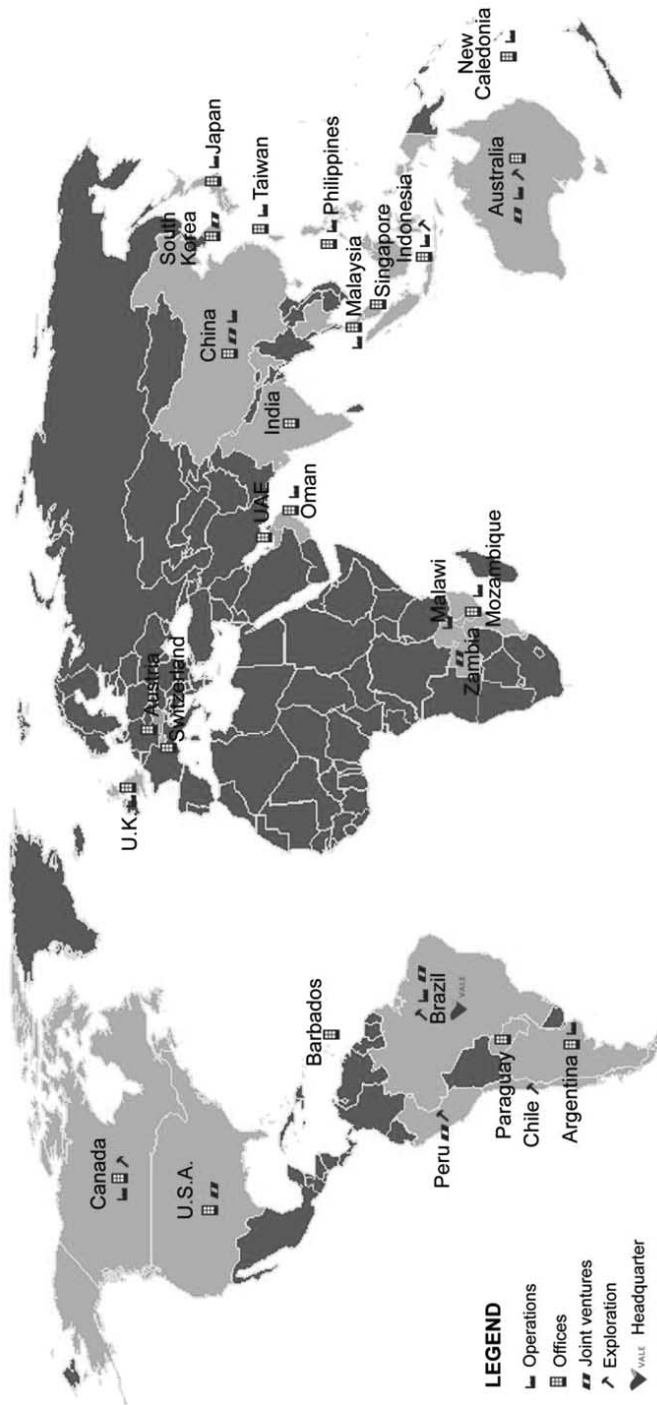 Canada
U.S.A.
Barbados
Peru
Brazil
VALE
Paraguay
Chile
Argentina
U.K.
Austria
Switzerland
UAE
Oman
Malawi
Zambia
Mozambique
India
China
South
Korea
Japan
Taiwan
Philippines
Malaysia
Singapore
Indonesia
Australia
New
Caledonia
LEGEND
Operations
Offices
Joint ventures
Exploration
VALE Headquarter